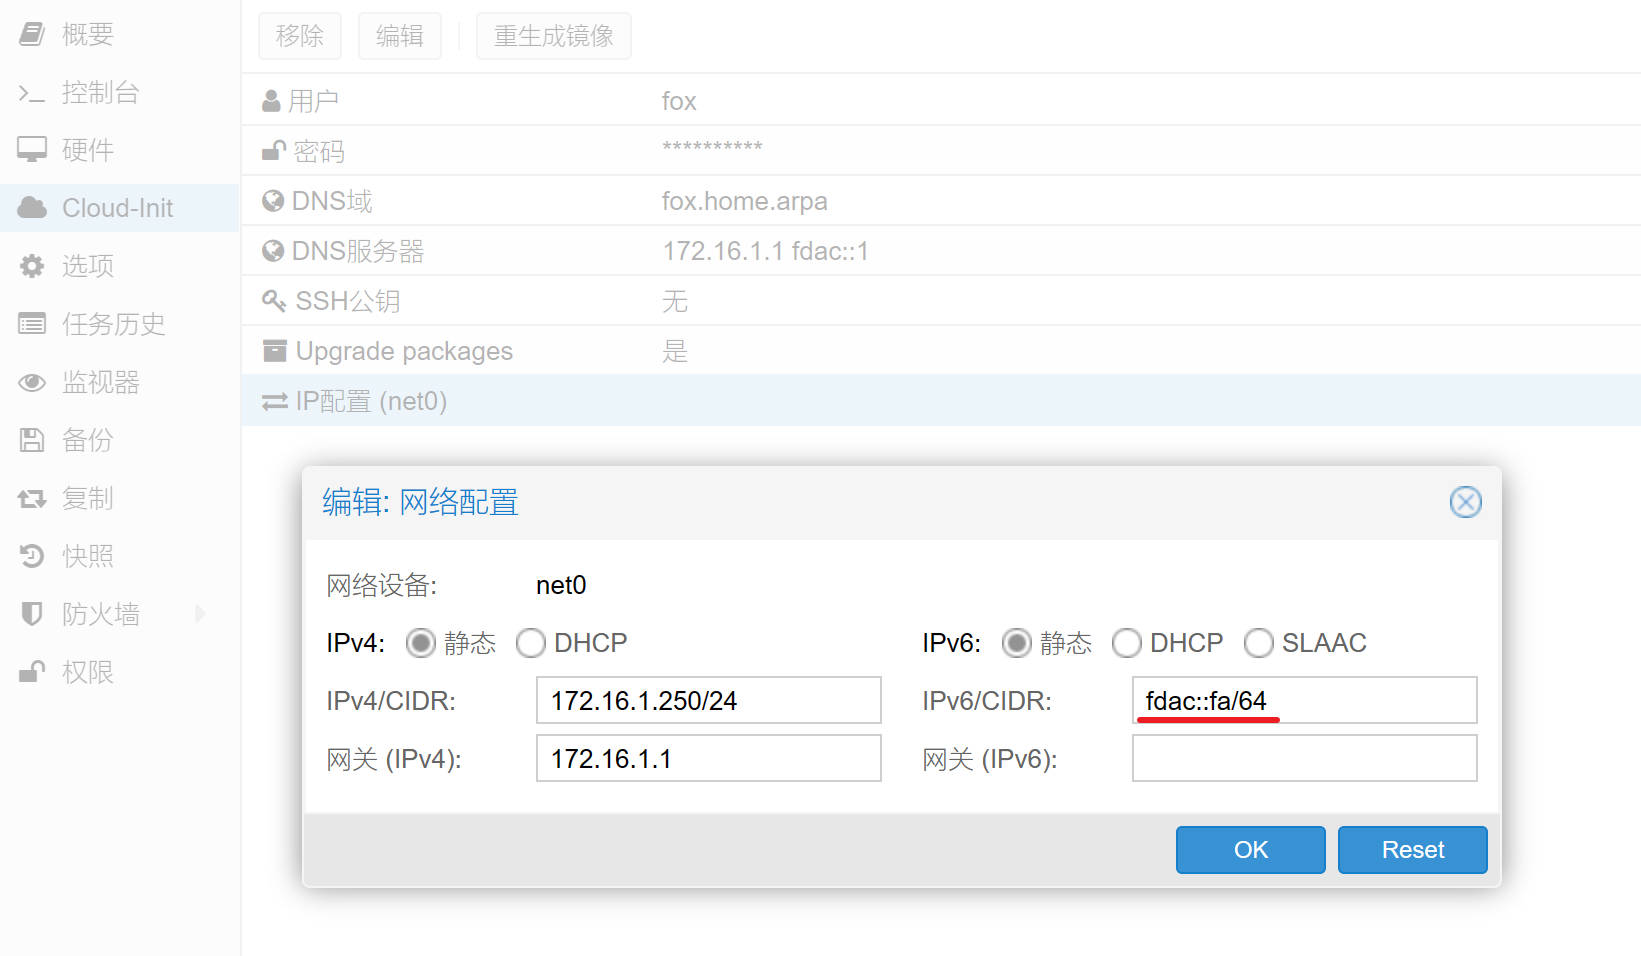 概要
控制台
硬件
Cloud-Init
选项
任务历史
监视器
备份
复制
快照
防火墙
权限
移除 编辑 重生成镜像
用户 fox
密码 **********
DNS域 fox.home.arpa
DNS服务器 172.16.1.1 fdac::1
SSH公钥 无
Upgrade packages 是
IP配置 (net0)
编辑: 网络配置
网络设备: net0
IPv4: 静态 DHCP
IPv4/CIDR: 172.16.1.250/24
网关 (IPv4): 172.16.1.1
IPv6: 静态 DHCP SLAAC
IPv6/CIDR: fdac::fa/64
网关 (IPv6):
OK Reset